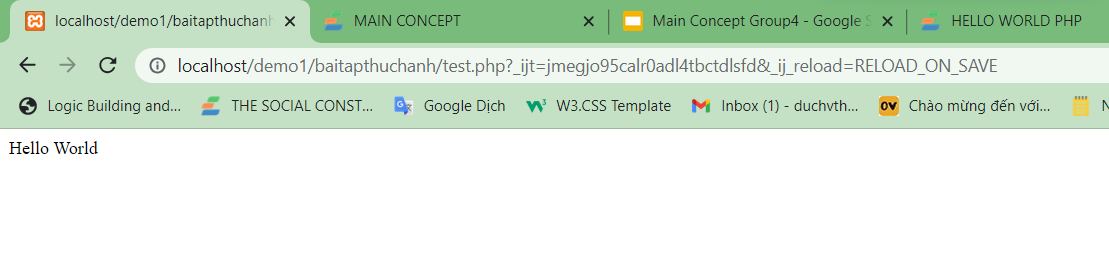 localhost/demo1/baitapthuchanh
MAIN CONCEPT
Main Concept Group4 - Google S
HELLO WORLD PHP
localhost/demo1/baitapthuchanh/test.php?_ijt=jmegjo95calr0adl4tbctdlsfd&_ij_reload=RELOAD_ON_SAVE
Logic Building and... THE SOCIAL CONST... Google Dịch W3.CSS Template Inbox (1) - duchvth... Chào mừng đến với... N
Hello World